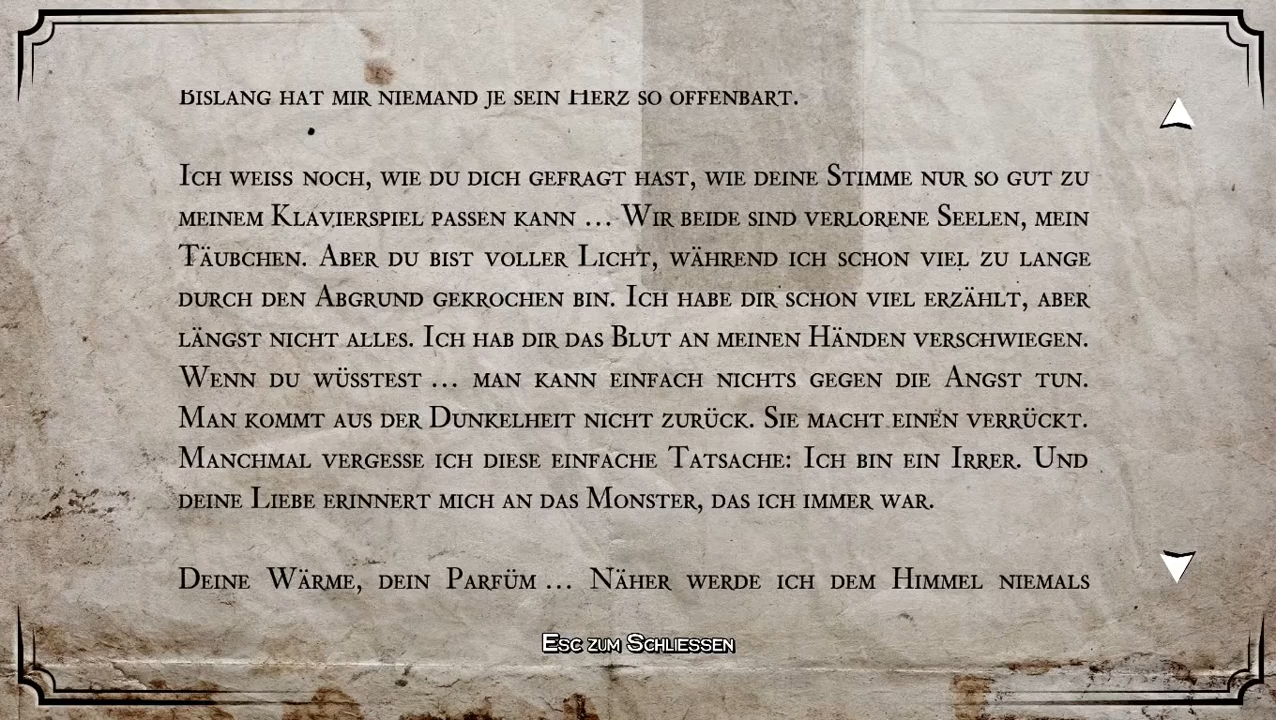 Bislang hat mir niemand je sein Herz so offenbart.
Ich weiss noch, wie du dich gefragt hast, wie deine Stimme nur so gut zu
meinem Klavierspiel passen kann ... Wir beide sind verlorene Seelen, mein
Täubchen. Aber du bist voller Licht, während ich schon viel zu lange
durch den Abgrund gekrochen bin. Ich habe dir schon viel erzählt, aber
längst nicht alles. Ich hab dir das Blut an meinen Händen verschwiegen.
Wenn du wüsstest ... man kann einfach nichts gegen die Angst tun.
Man kommt aus der Dunkelheit nicht zurück. Sie macht einen verrückt.
Manchmal vergesse ich diese einfache Tatsache: Ich bin ein Irrer. Und
deine Liebe erinnert mich an das Monster, das ich immer war.
Deine Wärme, dein Parfüm ... Näher werde ich dem Himmel niemals
Esc zum Schliessen